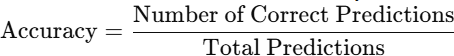 Accuracy = Number of Correct Predictions / Total Predictions